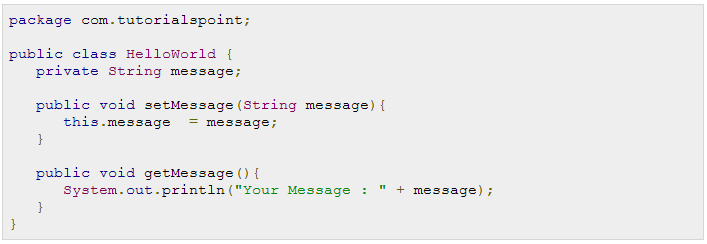 package com.tutorialspoint;
public class HelloWorld {
   private String message;
   public void setMessage(String message){
      this.message  = message;
   }
   public void getMessage(){
      System.out.println("Your Message : " + message);
   }
}